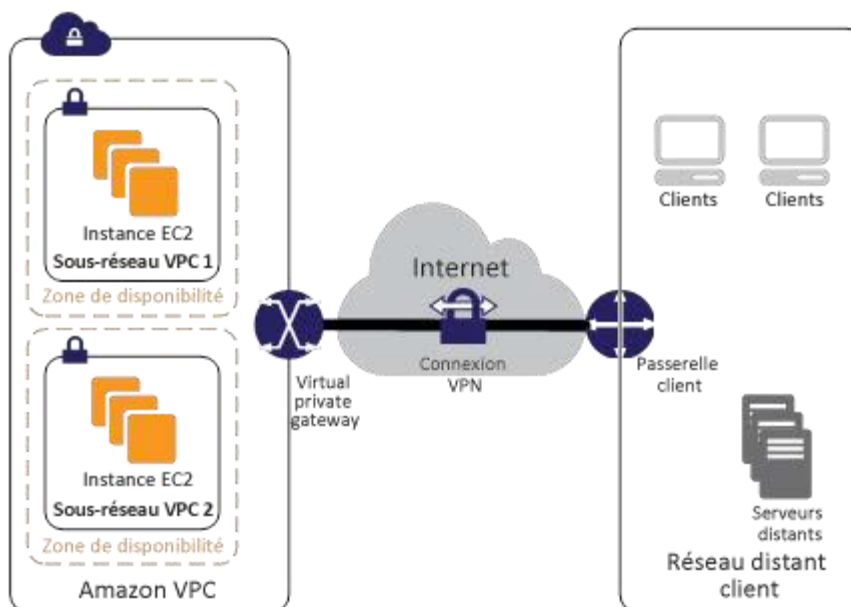 Instance EC2
Sous-réseau VPC 1
Zone de disponibilité
Instance EC2
Sous-réseau VPC 2
Zone de disponibilité
Amazon VPC
Virtual
private
gateway
Internet
Connexion
VPN
Clients
Clients
Passerelle
client
Serveurs
distants
Réseau distant
client